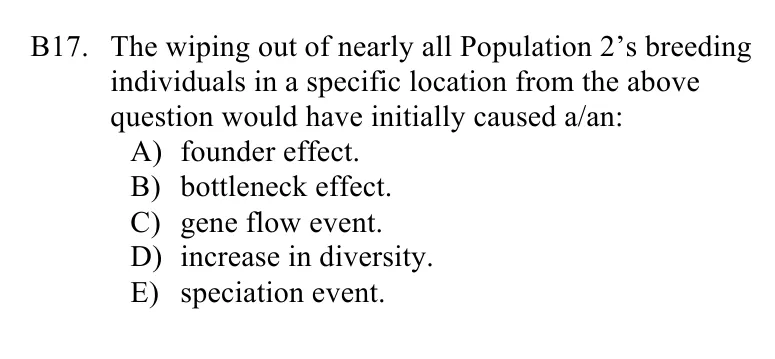 B17. The wiping out of nearly all Population 2's breeding
individuals in a specific location from the above
question would have initially caused a/an:
A) founder effect.
B) bottleneck effect.
C) gene flow event.
D) increase in diversity.
E) speciation event.